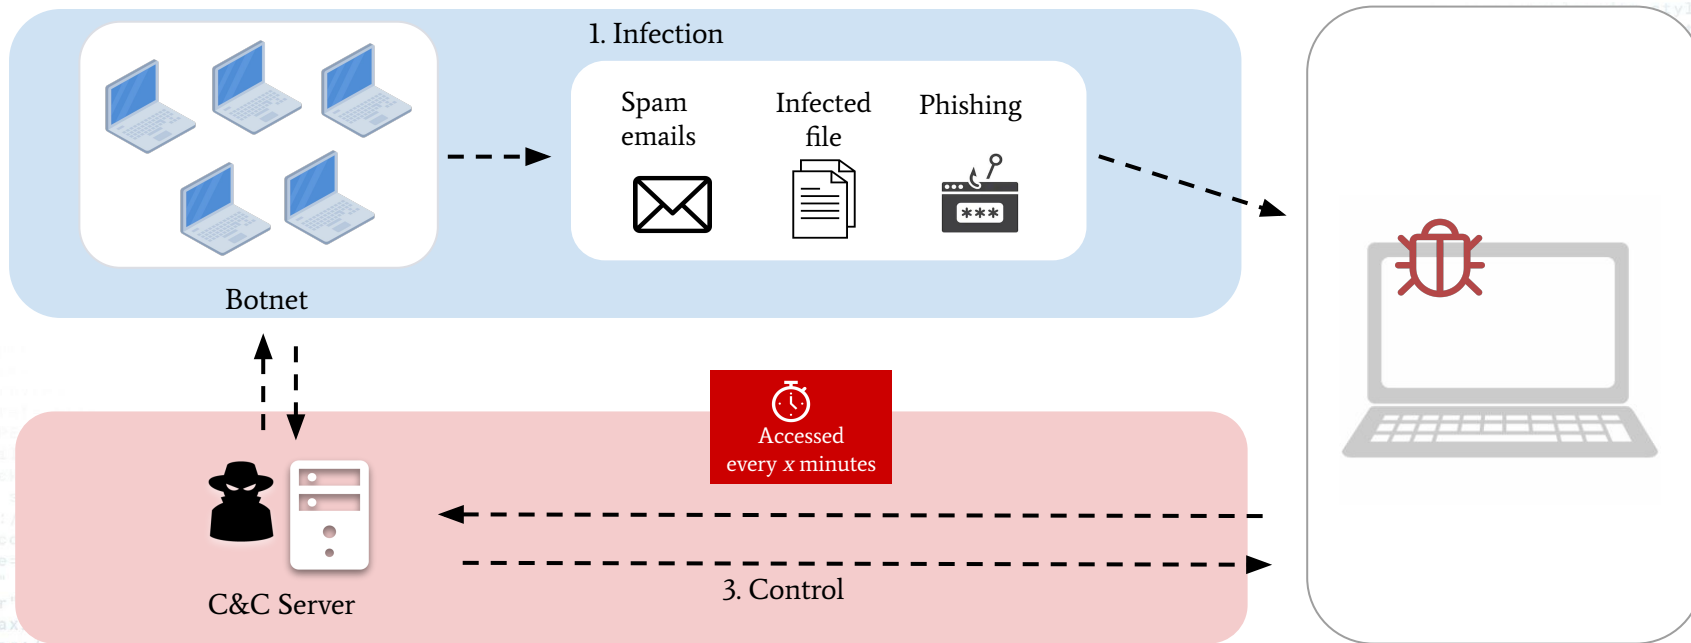 1. Infection
Spam
emails
Infected
file
Phishing
***
Botnet
Accessed
every x minutes
3. Control
C&C Server